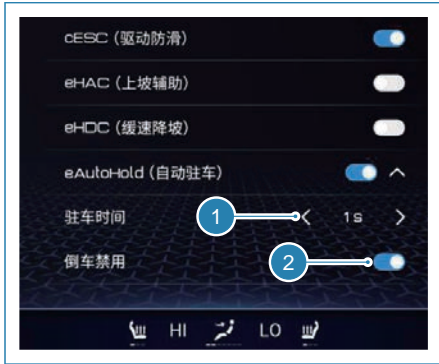 cESC (驱动防滑)
eHAC (上坡辅助)
eHDC (缓速降坡)
eAutoHold (自动驻车)
驻车时间 1 < 1s >
倒车禁用 2
HI LO